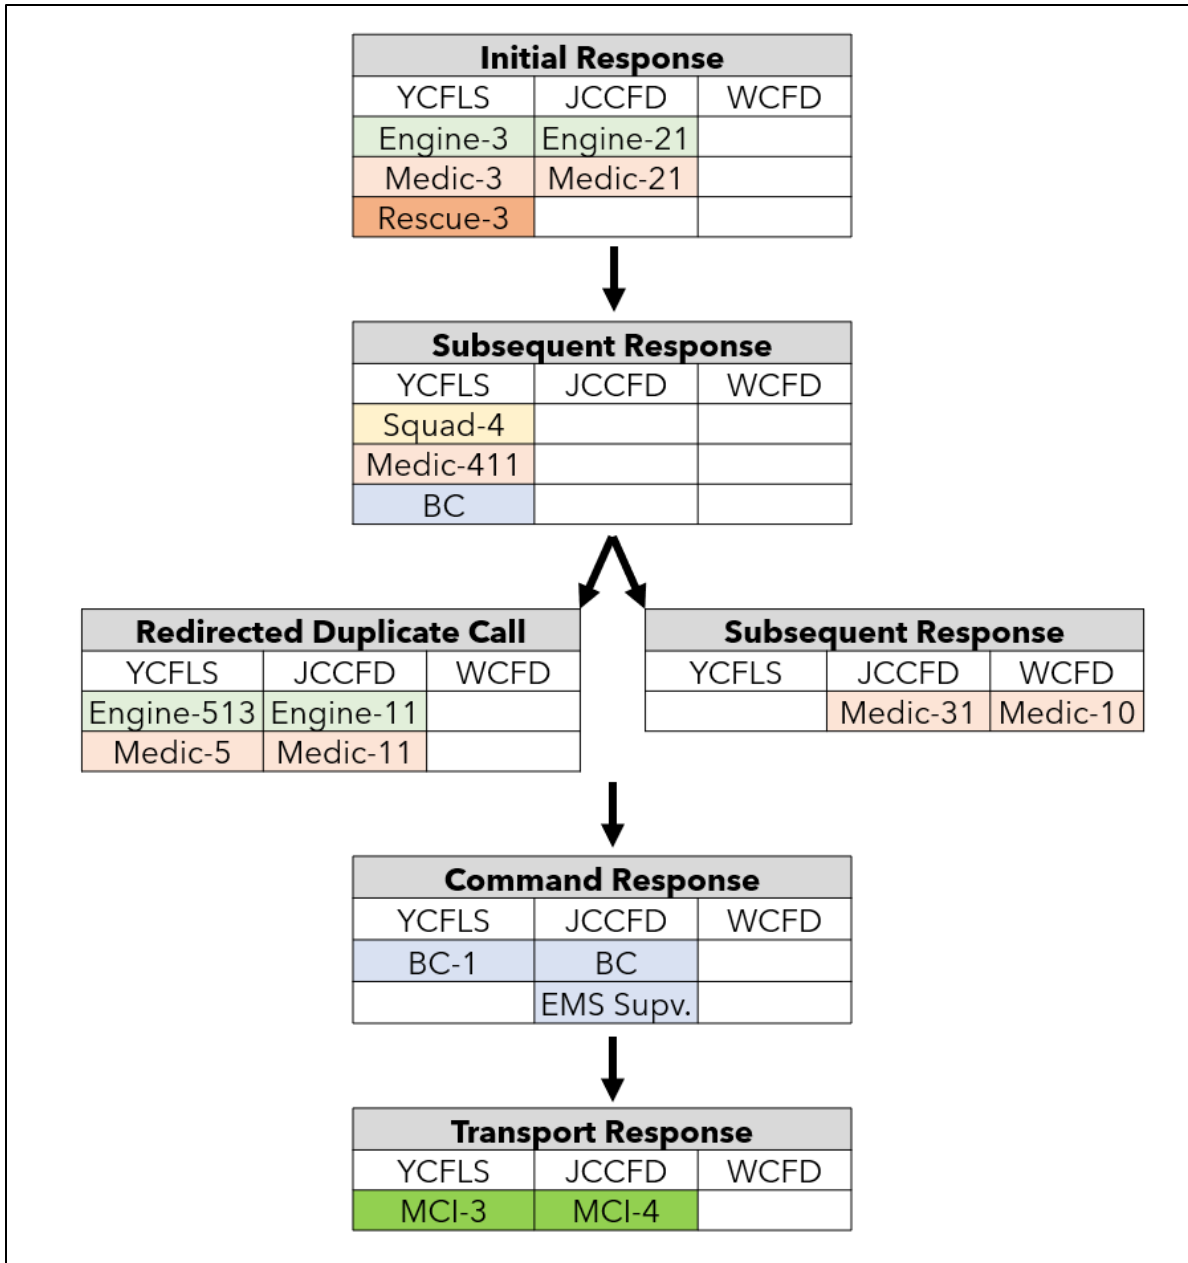 Initial Response
YCFLS JCCFD WCFD
Engine-3 Engine-21
Medic-3 Medic-21
Rescue-3
Subsequent Response
YCFLS JCCFD WCFD
Squad-4
Medic-411
BC
Redirected Duplicate Call
YCFLS JCCFD WCFD
Engine-513 Engine-11
Medic-5 Medic-11
Subsequent Response
YCFLS JCCFD WCFD
Medic-31 Medic-10
Command Response
YCFLS JCCFD WCFD
BC-1 BC
EMS Supv.
Transport Response
YCFLS JCCFD WCFD
MCI-3 MCI-4